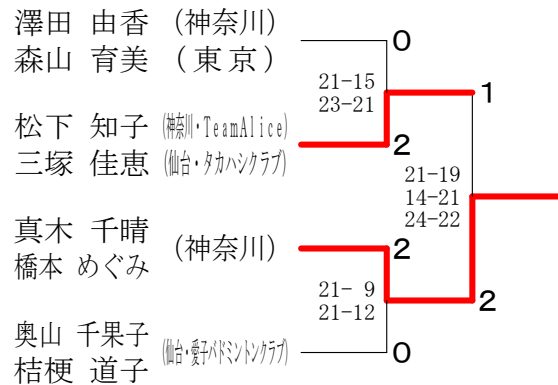 澤田 由香 (神奈川)
森山 育美 (東京)
0
21-15
23-21
1
松下 知子 (神奈川・TeamAlice)
三塚 佳恵 (仙台・タカハシクラブ)
2
21-19
14-21
24-22
真木 千晴
橋本 めぐみ
(神奈川)
2
21- 9
21-12
2
奥山 千果子
桔梗 道子
(仙台・愛子バドミントンクラブ)
0